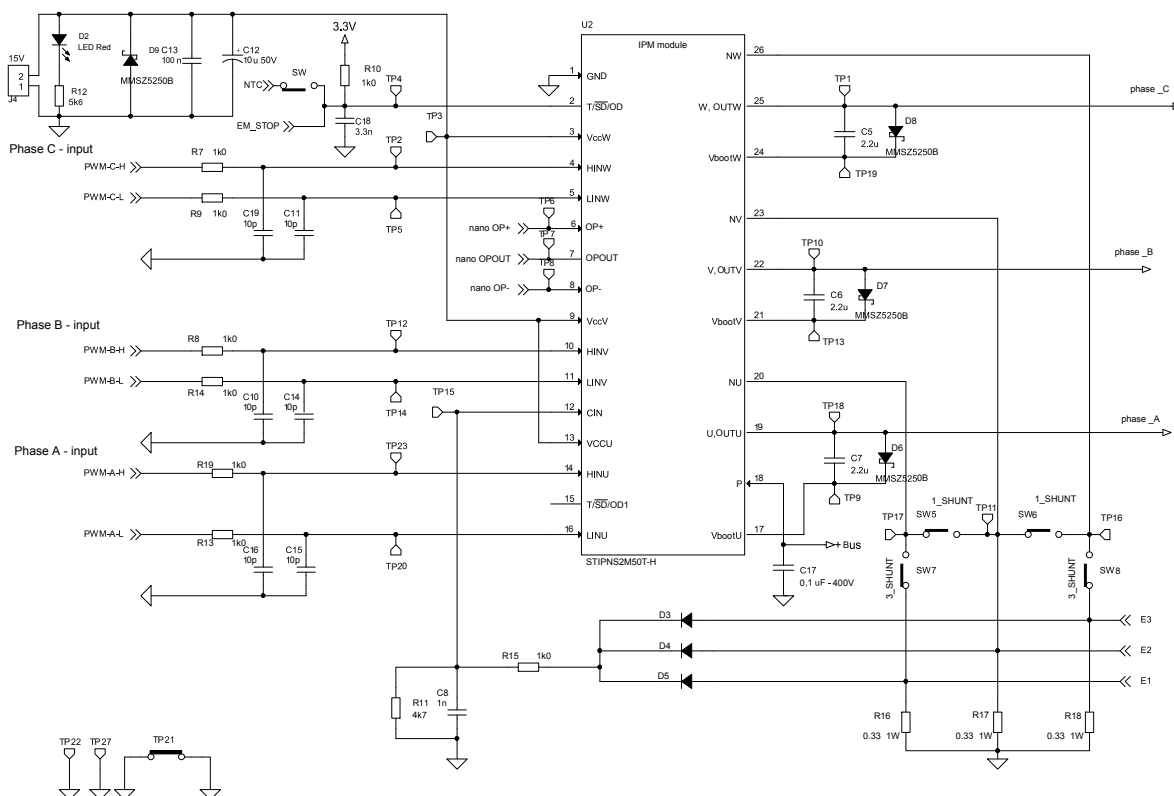 U2
IPM module
STIPNS2M50T-H
15V
2
1
J4
D2
LED Red
R12
5k6
D9
MMSZ5250B
C13
100 n
C12
10u 50V
+
3.3V
R10
1k0
NTC
SW
EM_STOP
C18
3.3n
TP4
TP3
Phase C - input
PWM-C-H
R7 1k0
TP2
PWM-C-L
R9 1k0
C19
10p
C11
10p
TP5
TP6
nano OP+
TP7
nano OPOUT
TP8
nano OP-
Phase B - input
PWM-B-H
R8 1k0
TP12
PWM-B-L
R14 1k0
C10
10p
C14
10p
TP14
TP15
Phase A - input
PWM-A-H
R19 1k0
TP23
PWM-A-L
R13 1k0
C16
10p
C15
10p
TP20
1 GND
2 T/SD/OD
3 VccW
4 HINW
5 LINW
6 OP+
7 OPOUT
8 OP-
9 VccV
10 HINV
11 LINV
12 CIN
13 VCCU
14 HINU
15 T/SD/OD1
16 LINU
NW 26
W, OUTW 25
VbootW 24
NV 23
V, OUTV 22
VbootV 21
NU 20
U, OUTU 19
P 18
VbootU 17
TP1
C5
2.2u
D8
MMSZ5250B
TP19
phase _C
TP10
C6
2.2u
D7
MMSZ5250B
TP13
phase _B
TP18
C7
2.2u
D6
MMSZ5250B
TP9
phase _A
+ Bus
C17
0,1 uF - 400V
TP17
1_SHUNT
SW5
TP11
1_SHUNT
SW6
TP16
3_SHUNT
SW7
3_SHUNT
SW8
D3
E3
D4
E2
D5
E1
R15 1k0
R11
4k7
C8
1n
R16
0.33 1W
R17
0.33 1W
R18
0.33 1W
TP22
TP27
TP21